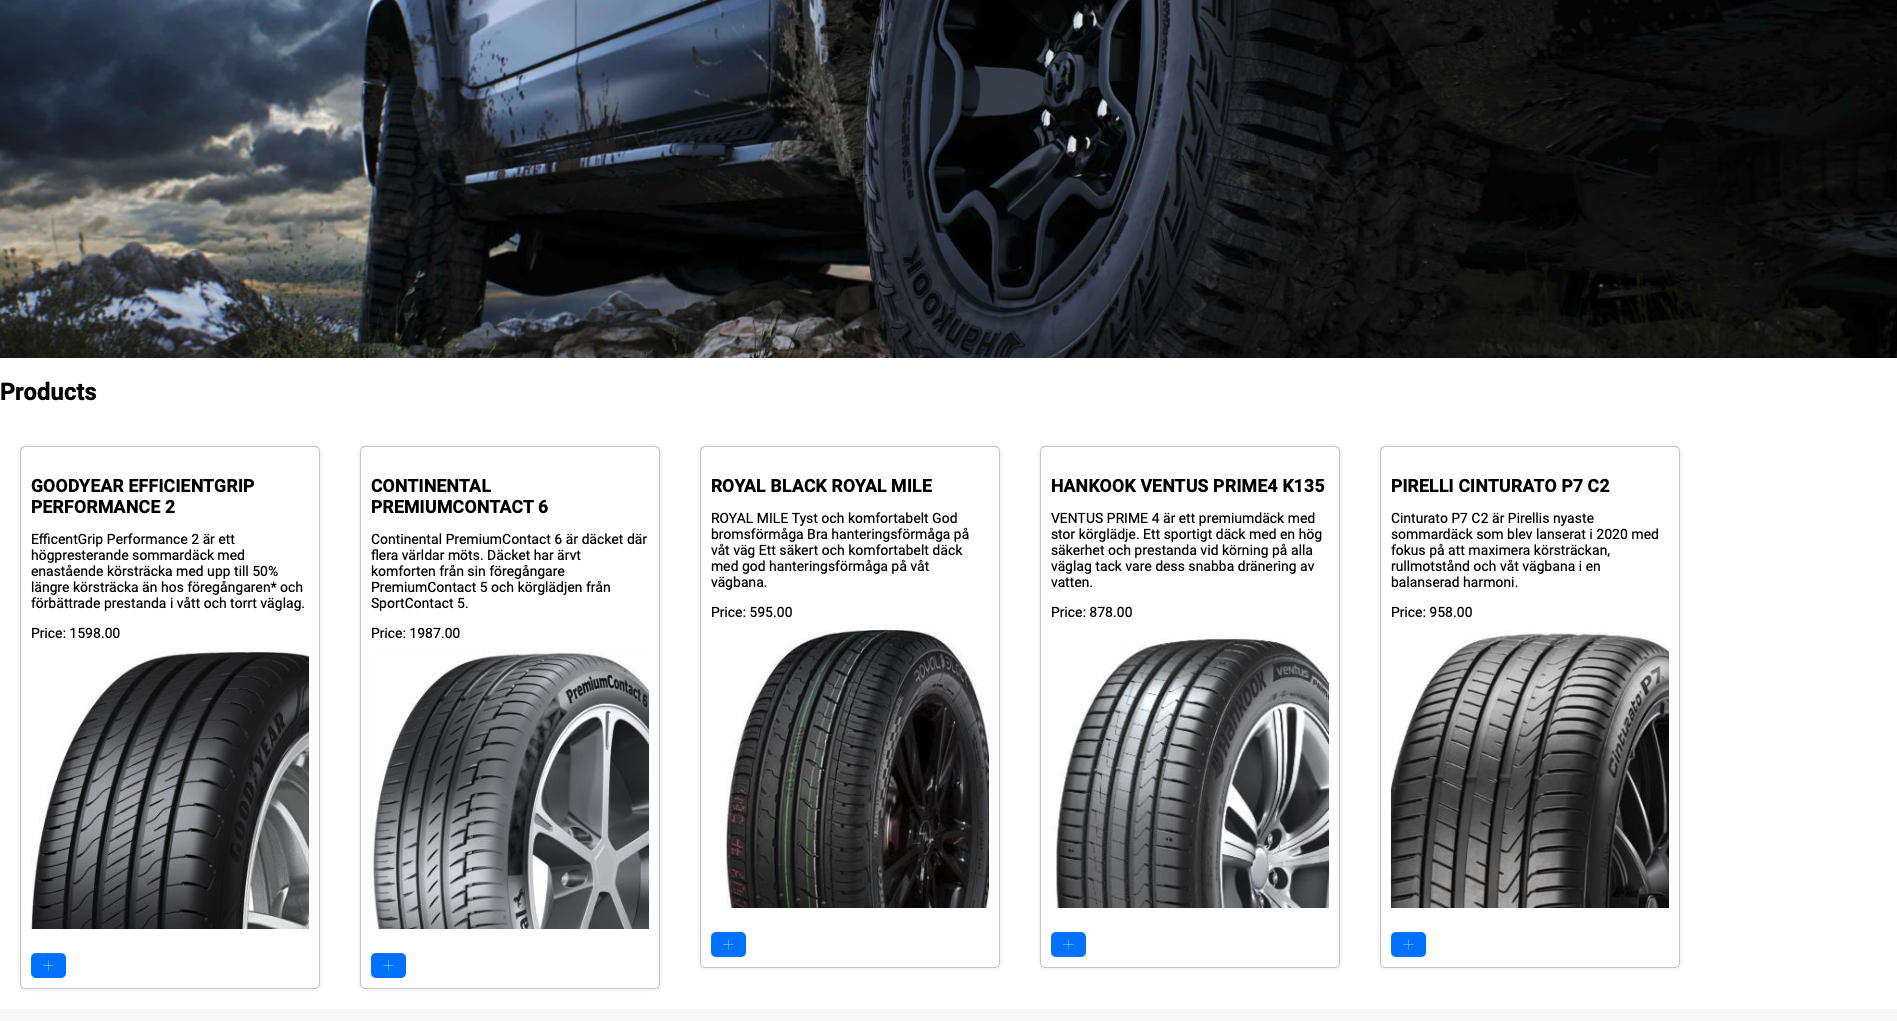 HANKOOK
Products
GOODYEAR EFFICIENTGRIP
PERFORMANCE 2
EfficentGrip Performance 2 är ett
högpresterande sommardäck med
enastående körsträcka med upp till 50%
längre körsträcka än hos föregångaren* och
förbättrade prestanda i vått och torrt väglag.
Price: 1598.00
GOODYEAR
CONTINENTAL
PREMIUMCONTACT 6
Continental PremiumContact 6 är däcket där
flera världar möts. Däcket har ärvt
komforten från sin föregångare
PremiumContact 5 och körglädjen från
SportContact 5.
Price: 1987.00
PremiumContact 6
ROYAL BLACK ROYAL MILE
ROYAL MILE Tyst och komfortabelt God
bromsförmåga Bra hanteringsförmåga på
våt väg Ett säkert och komfortabelt däck
med god hanteringsförmåga på våt
vägbana.
Price: 595.00
ROYAL BLACK
HANKOOK VENTUS PRIME4 K135
VENTUS PRIME 4 är ett premiumdäck med
stor körglädje. Ett sportigt däck med en hög
säkerhet och prestanda vid körning på alla
väglag tack vare dess snabba dränering av
vatten.
Price: 878.00
HANKOOK
ventus
PIRELLI CINTURATO P7 C2
Cinturato P7 C2 är Pirellis nyaste
sommardäck som blev lanserat i 2020 med
fokus på att maximera körsträckan,
rullmotstånd och våt vägbana i en
balanserad harmoni.
Price: 958.00
Cinturato P7